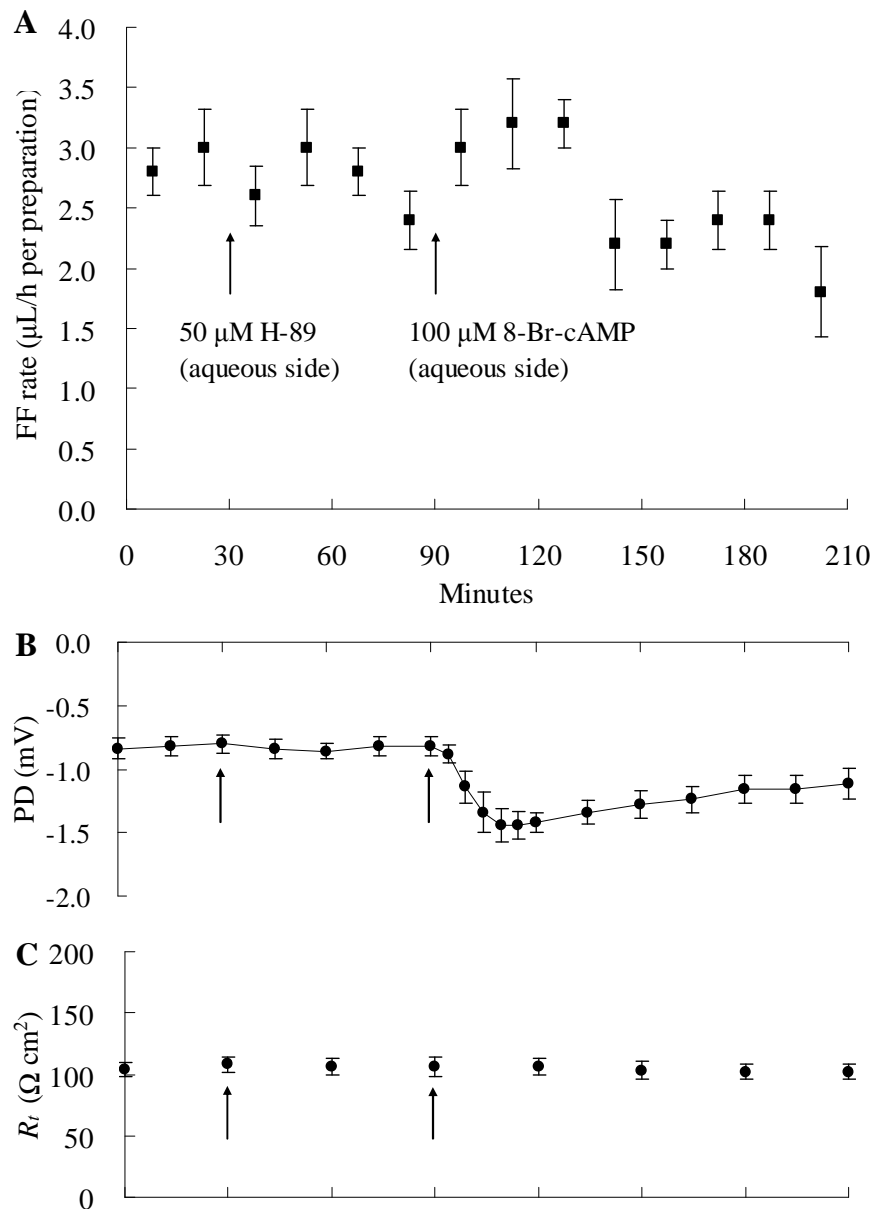 A
4.0
3.5
3.0
2.5
2.0
1.5
1.0
0.5
0.0
FF rate (μL/h per preparation)
50 μM H-89
(aqueous side)
100 μM 8-Br-cAMP
(aqueous side)
0 30 60 90 120 150 180 210
Minutes
B
0.0
-0.5
-1.0
-1.5
-2.0
PD (mV)
C
200
150
100
50
0
Rt (Ω cm²)